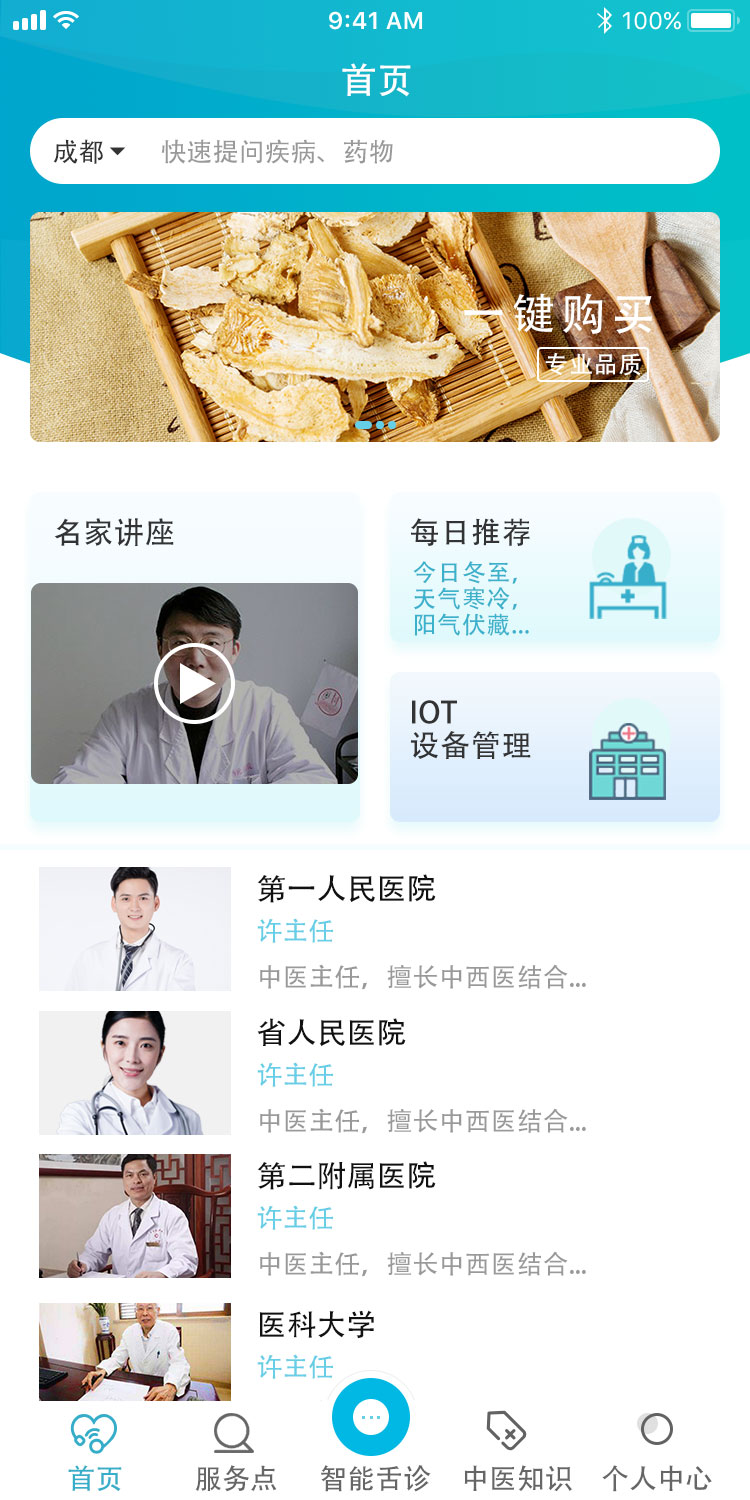 9:41 AM
100%
首页
成都
快速提问疾病、药物
一键购买
专业品质
名家讲座
每日推荐
今日冬至,
天气寒冷,
阳气伏藏...
IOT
设备管理
第一人民医院
许主任
中医主任，擅长中西医结合...
省人民医院
许主任
中医主任，擅长中西医结合...
第二附属医院
许主任
中医主任，擅长中西医结合...
医科大学
许主任
首页
服务点
智能舌诊
中医知识
个人中心